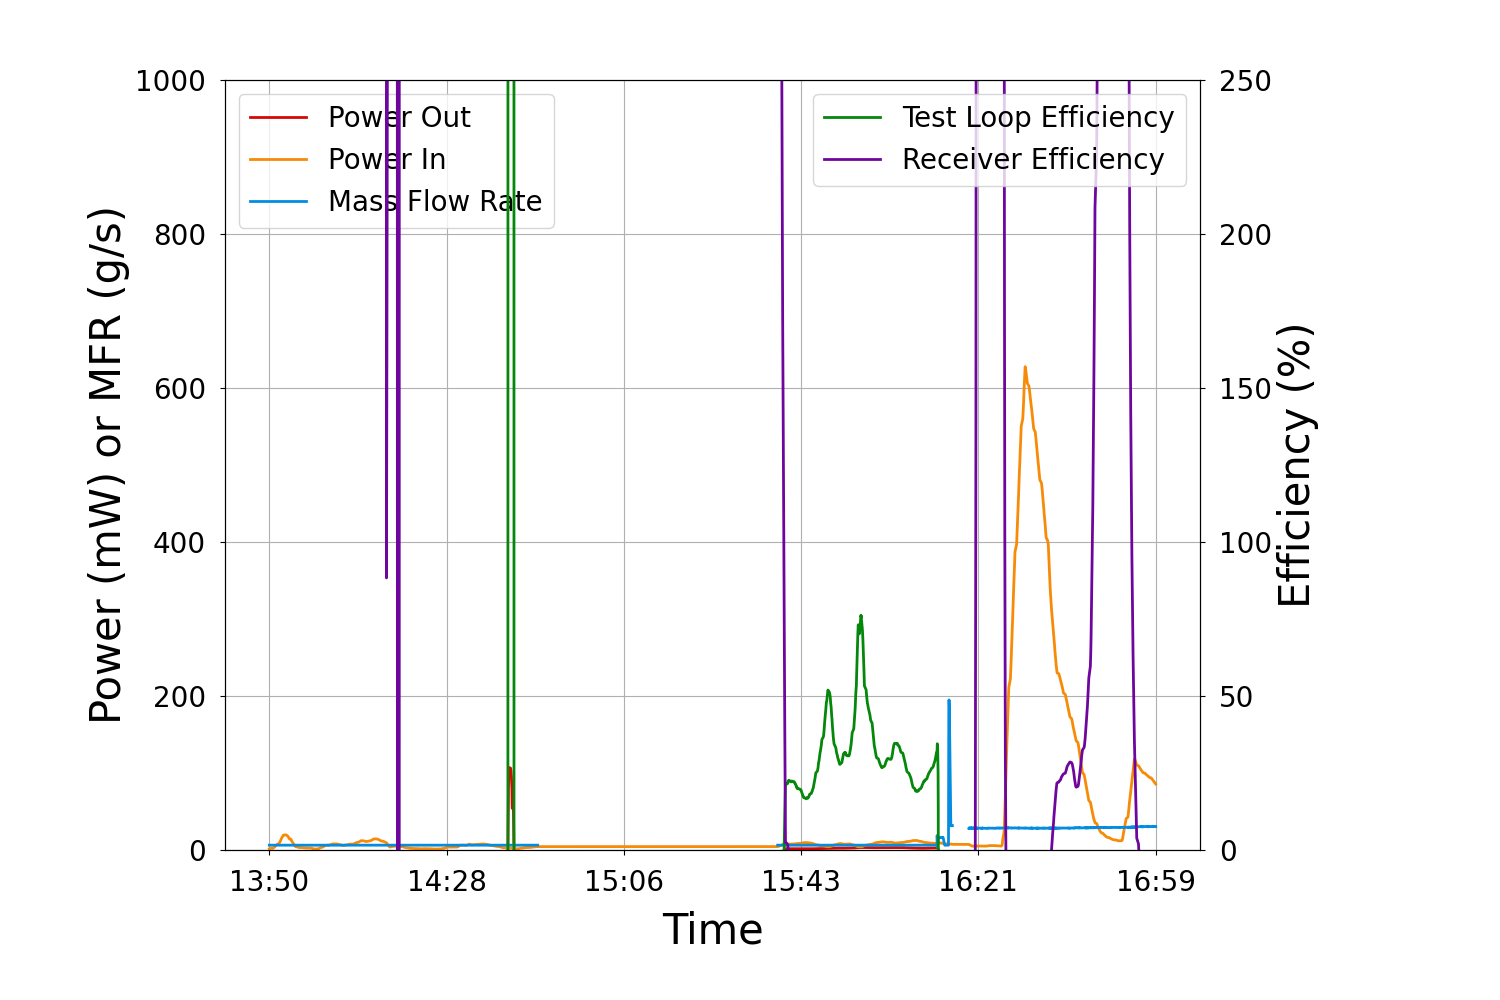 1000
800
600
400
200
0
Power (mW) or MFR (g/s)
Power Out
Power In
Mass Flow Rate
Test Loop Efficiency
Receiver Efficiency
250
200
150
100
50
0
Efficiency (%)
13:50 14:28 15:06 15:43 16:21 16:59
Time